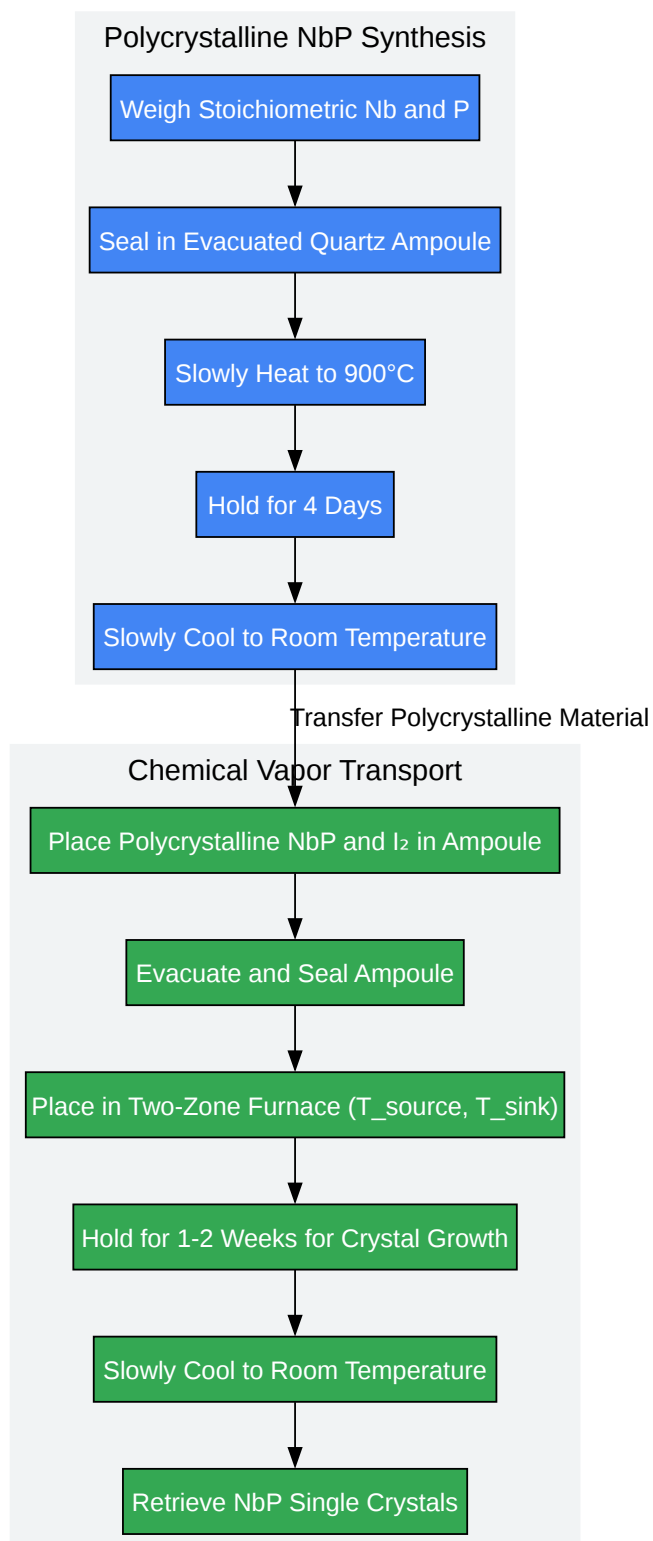 Polycrystalline NbP Synthesis
Weigh Stoichiometric Nb and P
Seal in Evacuated Quartz Ampoule
Slowly Heat to 900°C
Hold for 4 Days
Slowly Cool to Room Temperature
Transfer Polycrystalline Material
Chemical Vapor Transport
Place Polycrystalline NbP and I₂ in Ampoule
Evacuate and Seal Ampoule
Place in Two-Zone Furnace (T_source, T_sink)
Hold for 1-2 Weeks for Crystal Growth
Slowly Cool to Room Temperature
Retrieve NbP Single Crystals